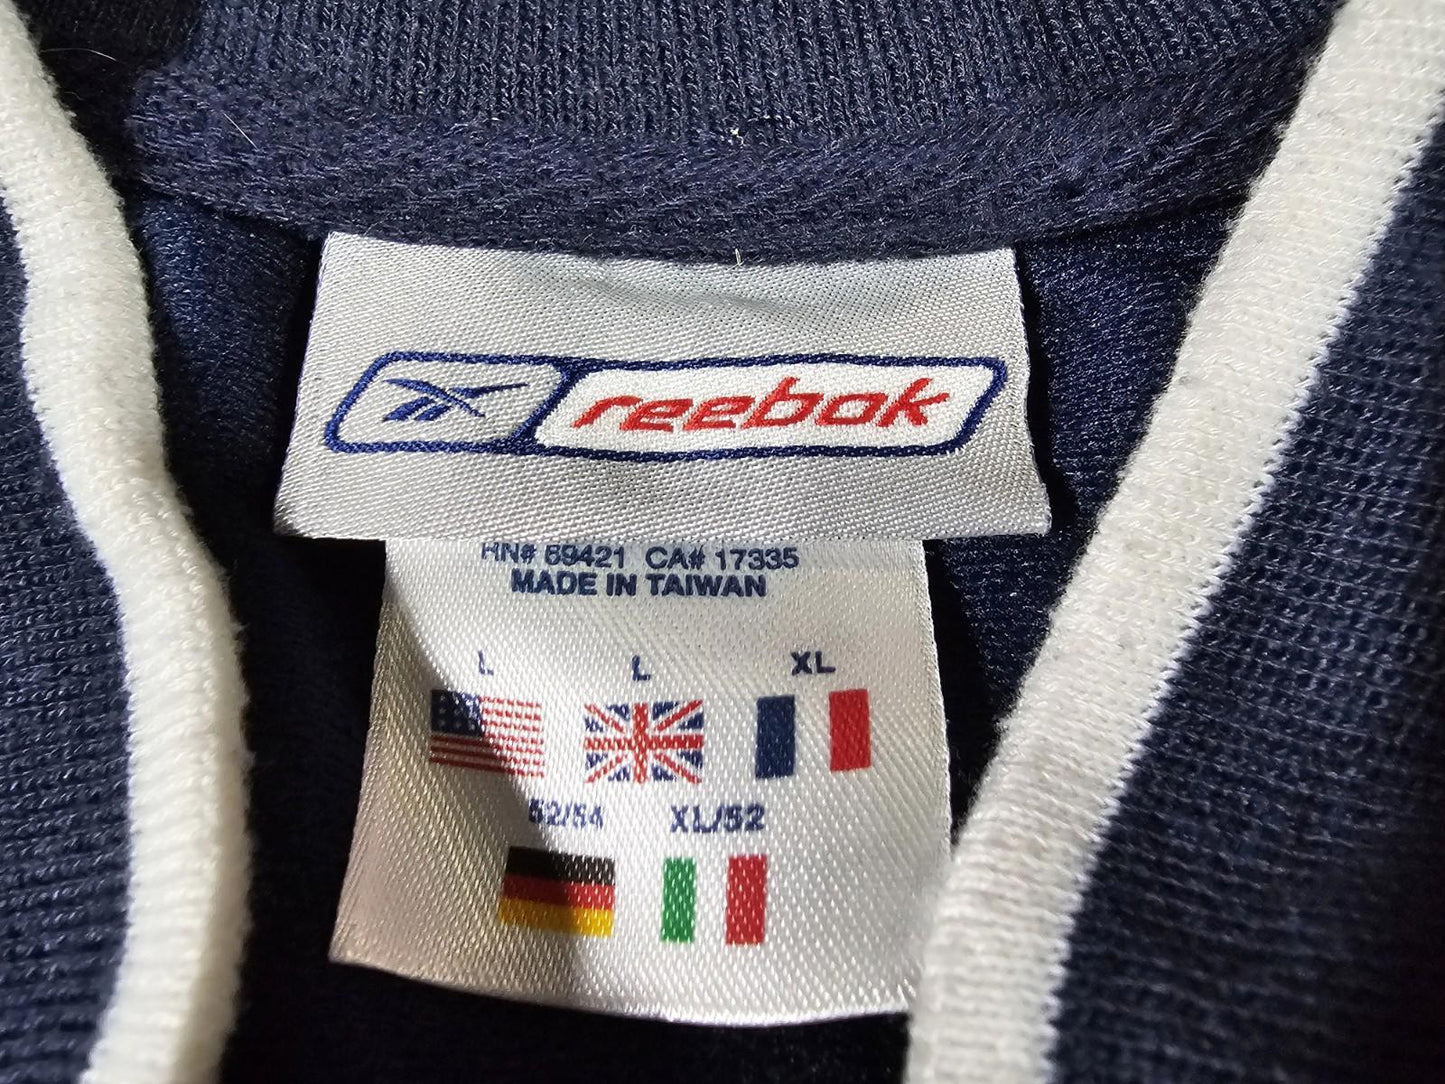 reebok
RN# 89421 CA# 17335
MADE IN TAIWAN
L L XL
52/54 XL/52